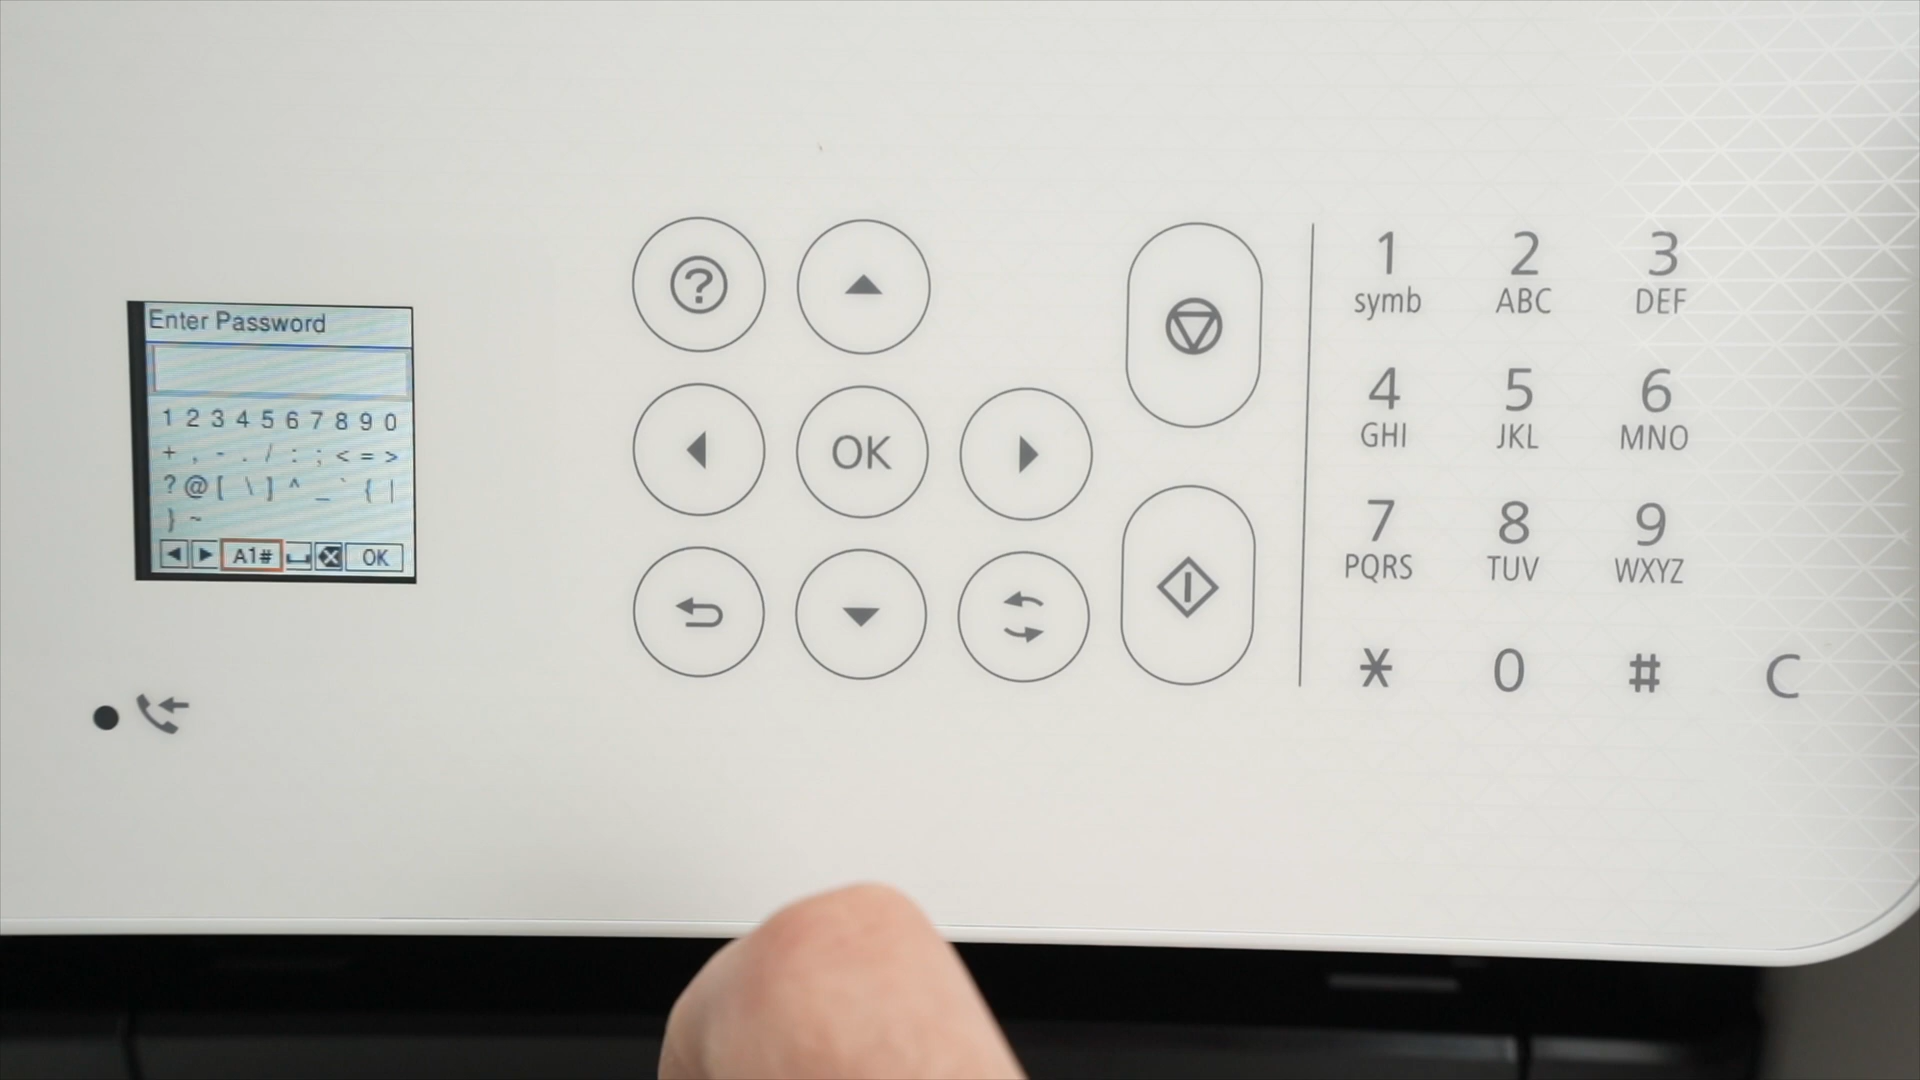 Enter Password
1 2 3 4 5 6 7 8 9 0
+ , - . / : ; < = >
? @ [ \ ] ^ _ ` { |
} ~
A1# OK
?
OK
1 2 3
symb ABC DEF
4 5 6
GHI JKL MNO
7 8 9
PQRS TUV WXYZ
* 0 # C